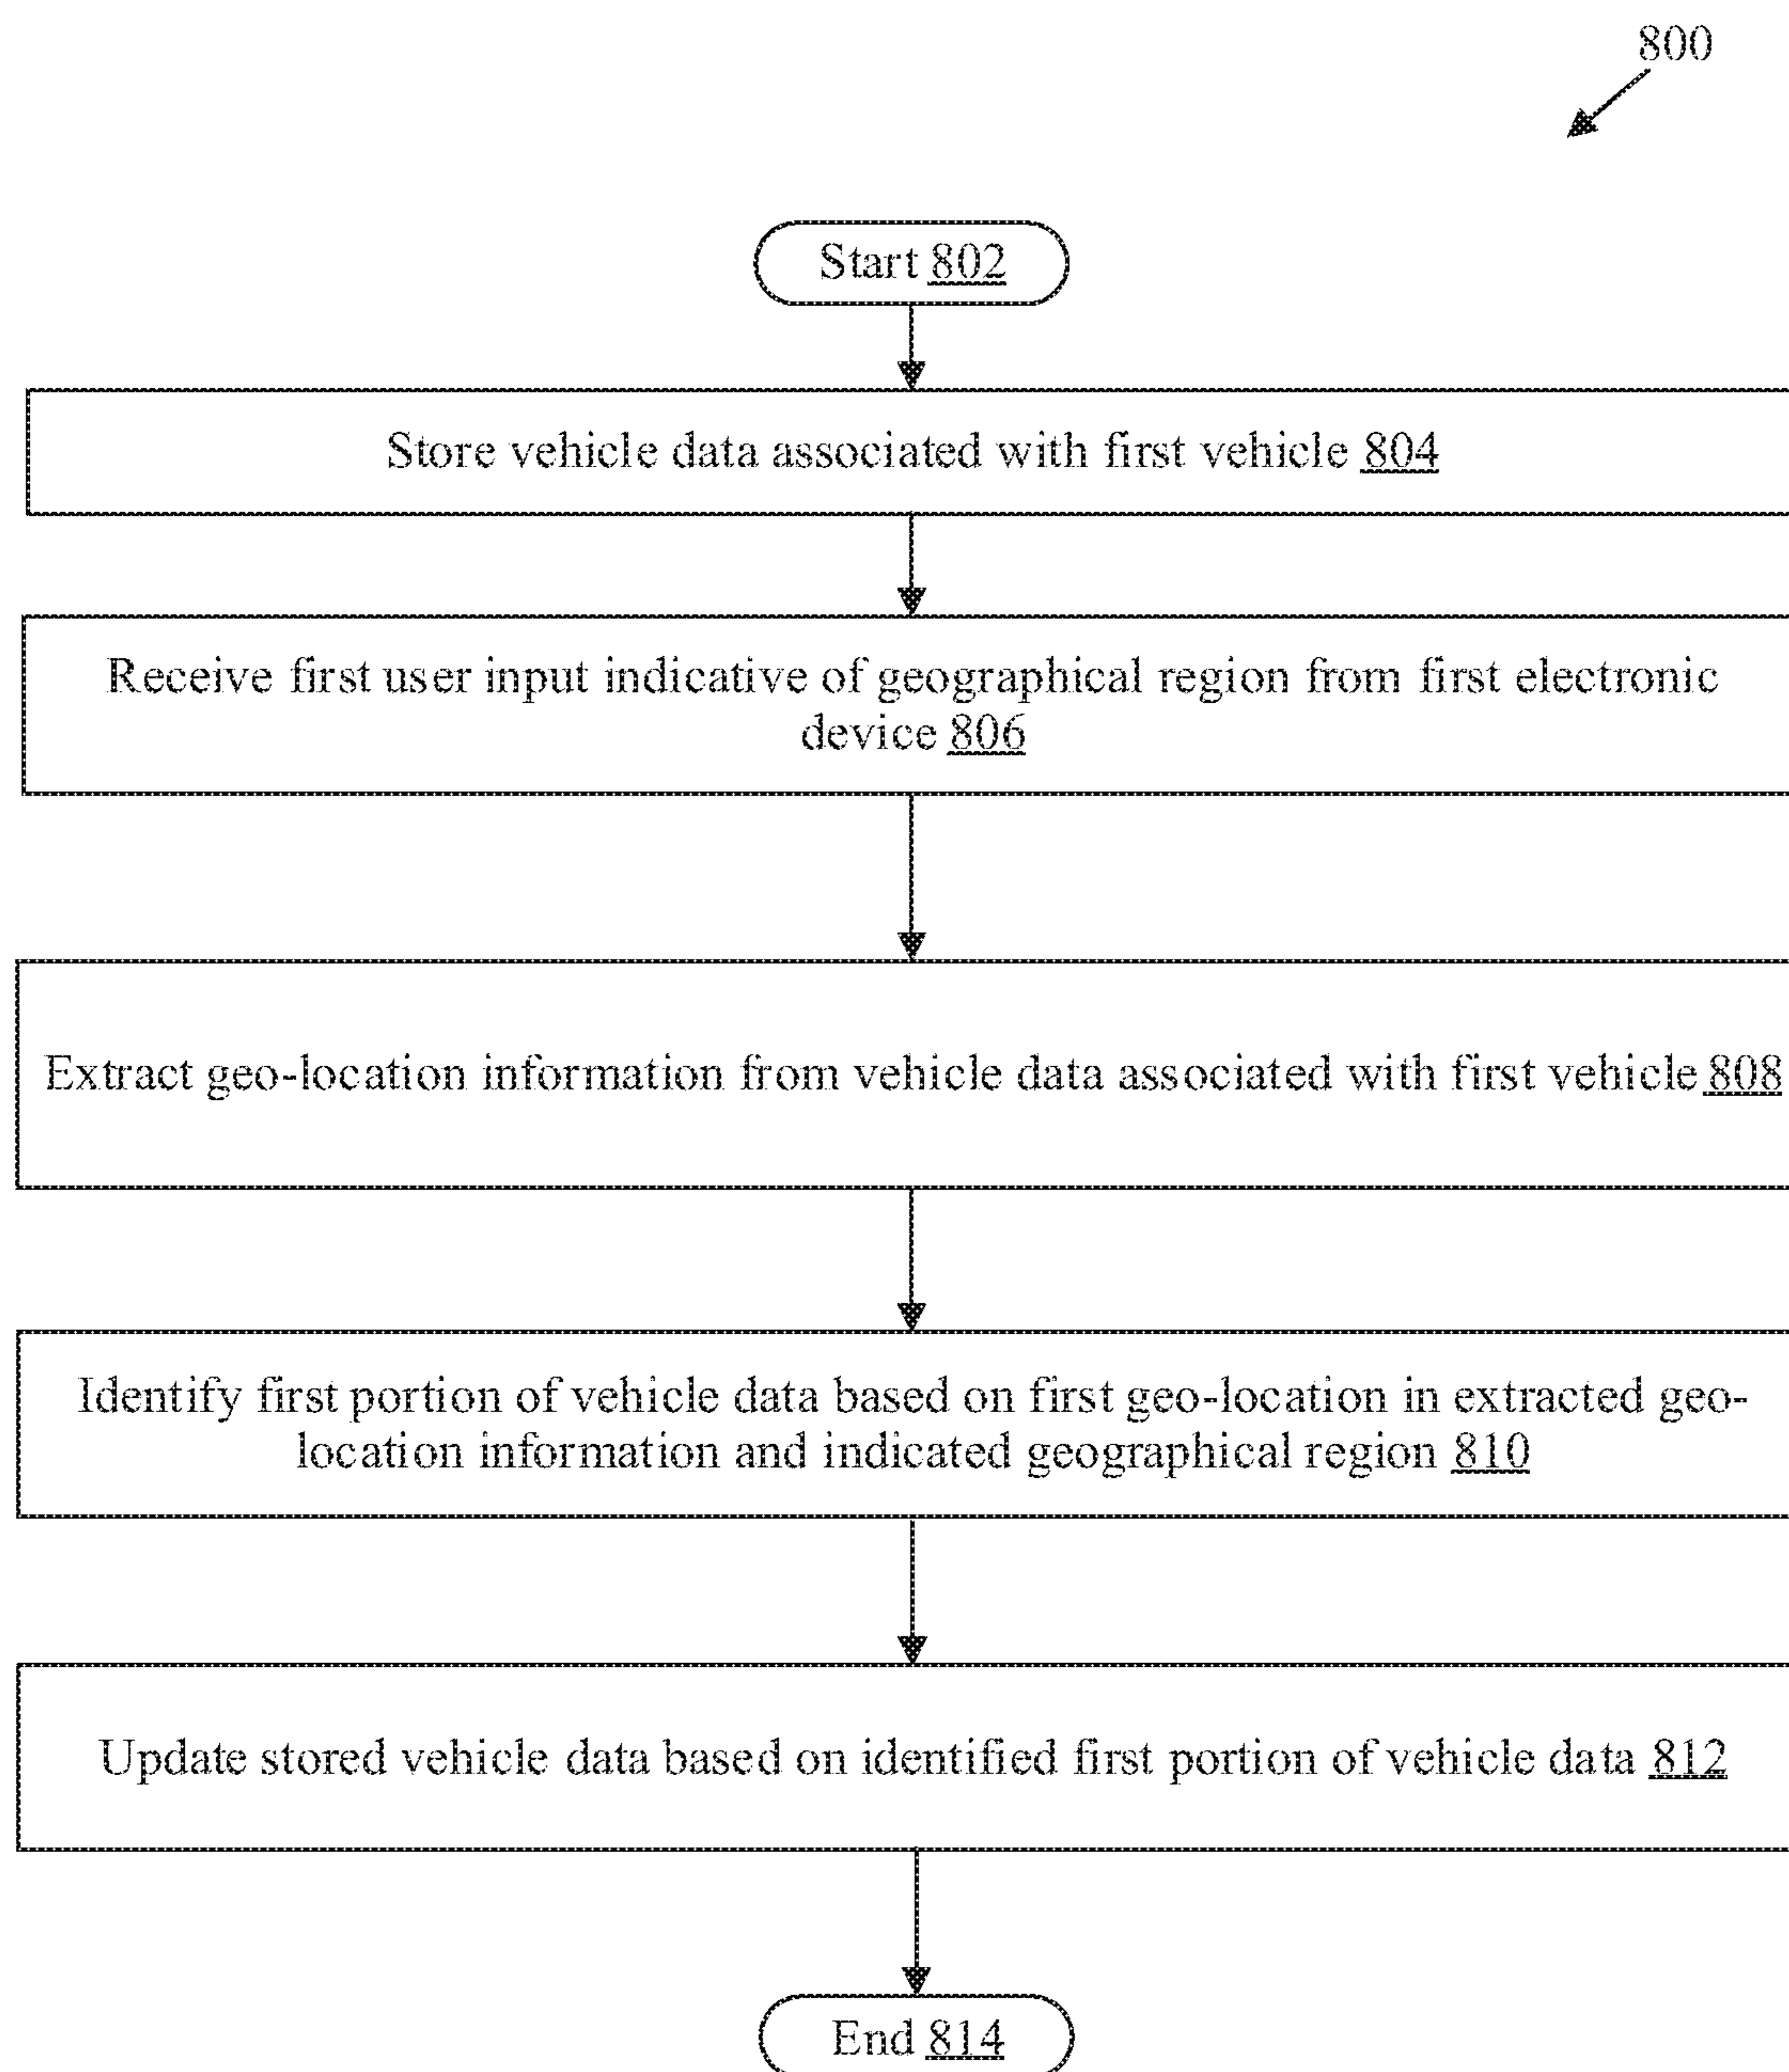 800
Start 802
Store vehicle data associated with first vehicle 804
Receive first user input indicative of geographical region from first electronic
device 806
Extract geo-location information from vehicle data associated with first vehicle 808
Identify first portion of vehicle data based on first geo-location in extracted geo-
location information and indicated geographical region 810
Update stored vehicle data based on identified first portion of vehicle data 812
End 814